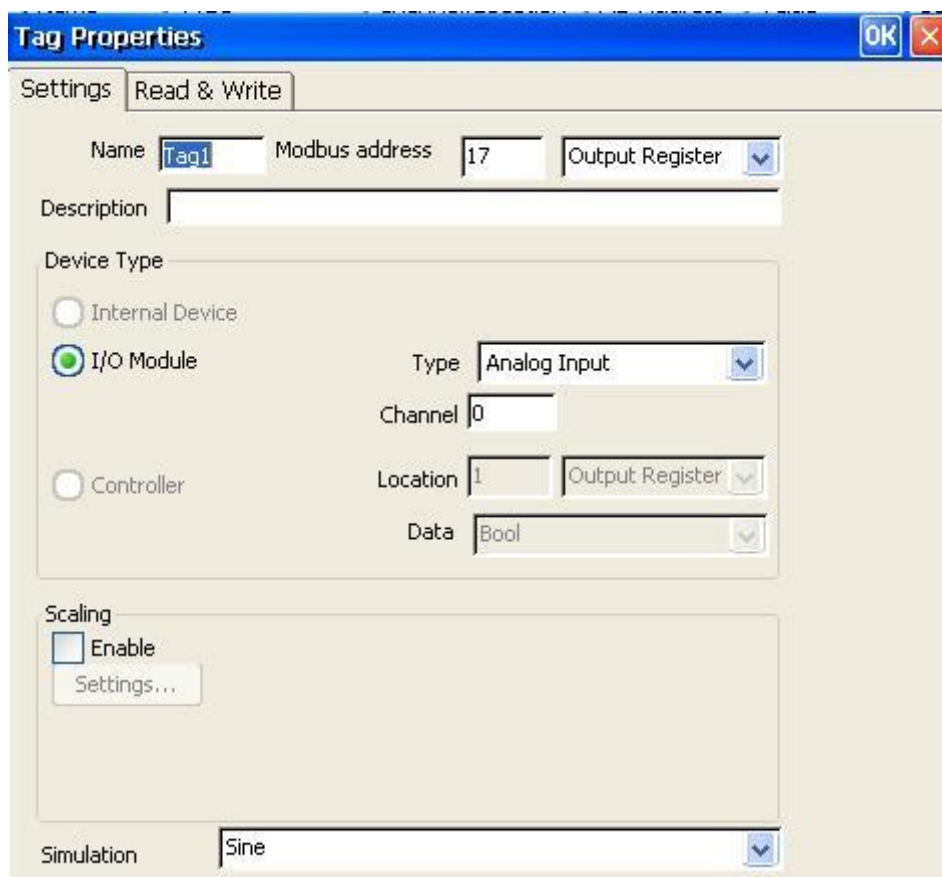 Tag Properties OK
Settings Read & Write
Name Tag1 Modbus address 17 Output Register
Description
Device Type
Internal Device
I/O Module Type Analog Input
Channel 0
Controller Location 1 Output Register
Data Bool
Scaling
Enable
Settings...
Simulation Sine